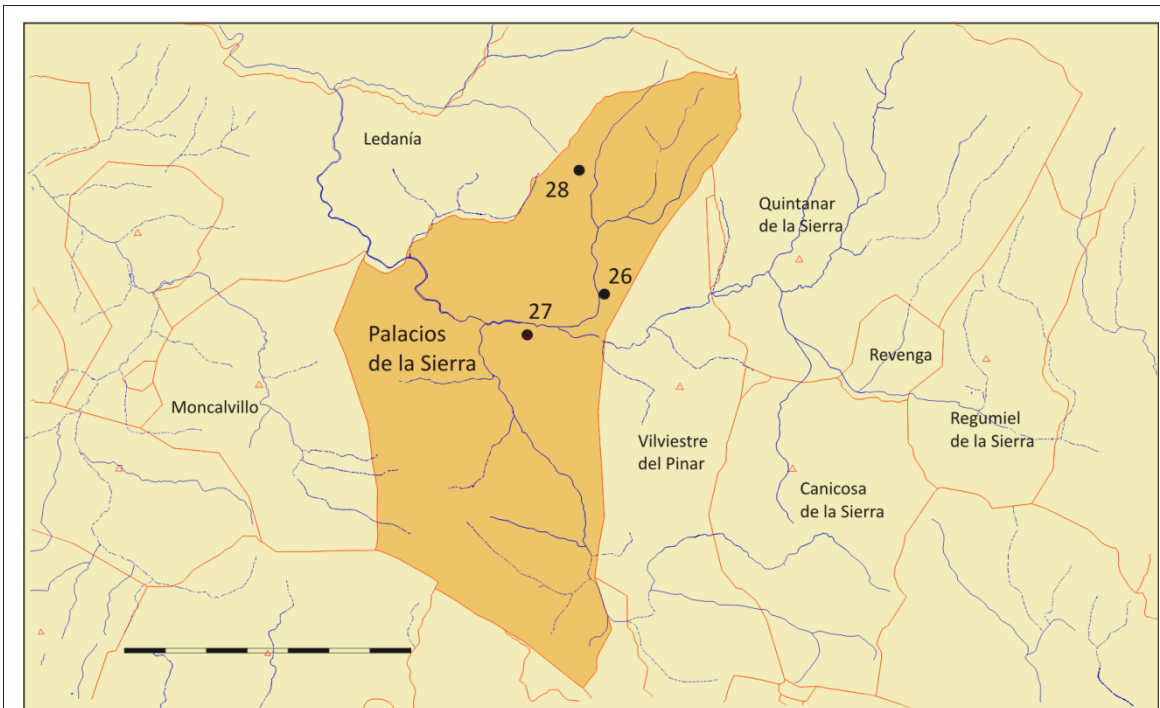 Ledanía
28
Quintanar
de la Sierra
26
27
Palacios
de la Sierra
Revenga
Moncalvillo
Regumiel
de la Sierra
Vilviestre
del Pinar
Canicosa
de la Sierra